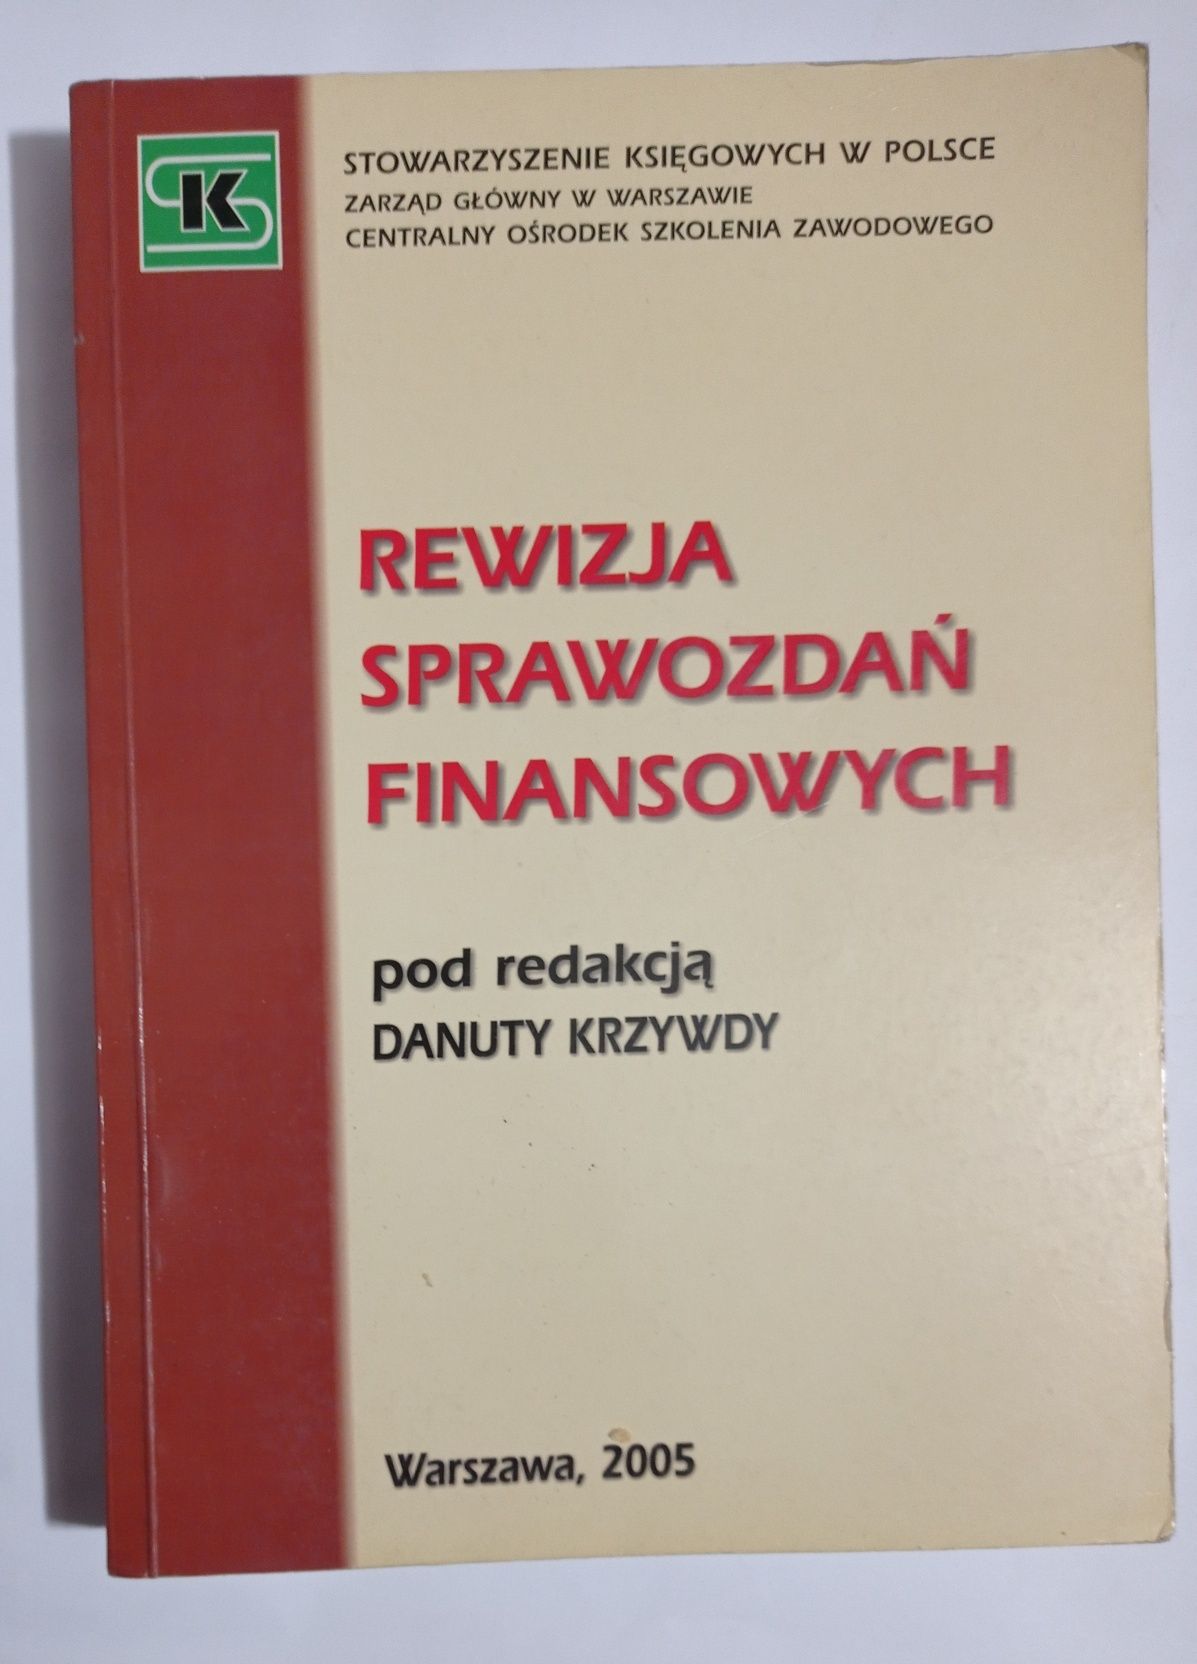 SK
STOWARZYSZENIE KSIĘGOWYCH W POLSCE
ZARZĄD GŁÓWNY W WARSZAWIE
CENTRALNY OŚRODEK SZKOLENIA ZAWODOWEGO
REWIZJA
SPRAWOZDAŃ
FINANSOWYCH
pod redakcją
DANUTY KRZYWDY
Warszawa, 2005